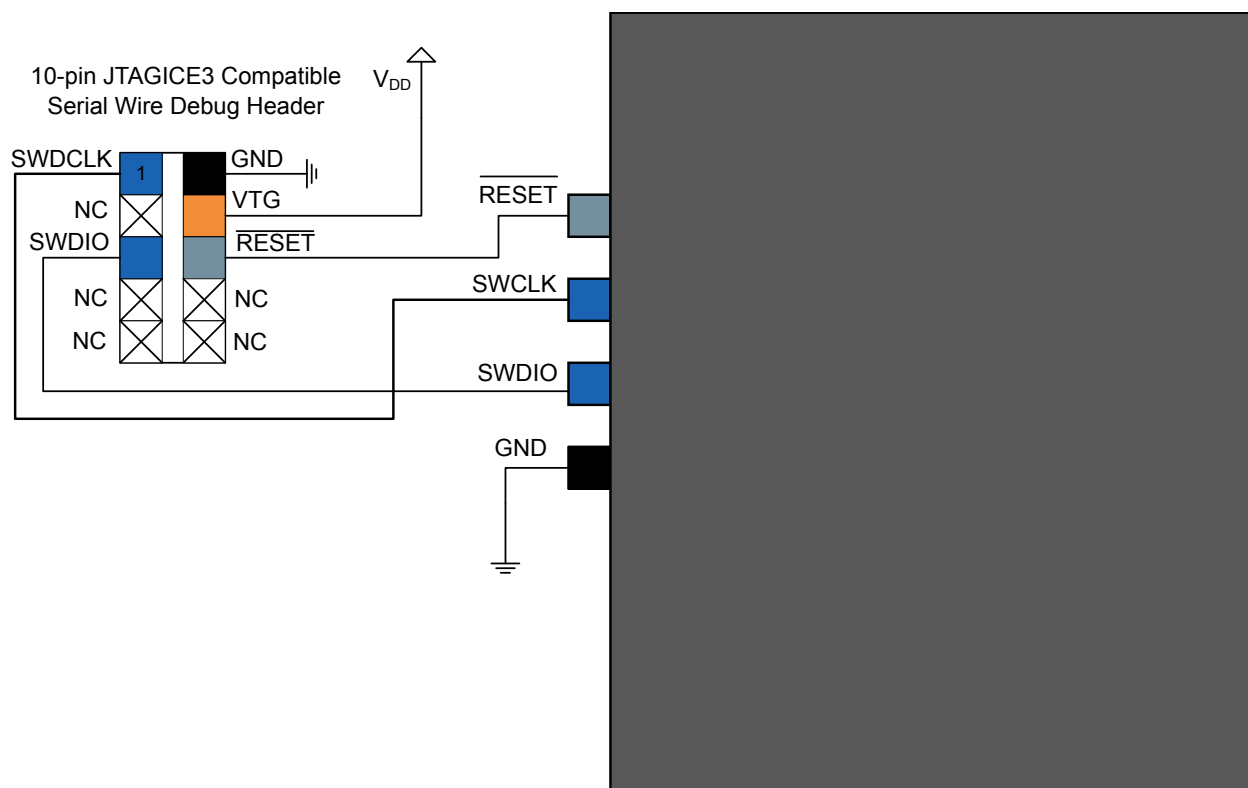 10-pin JTAGICE3 Compatible
Serial Wire Debug Header
VDD
SWDCLK
1
GND
NC
VTG
SWDIO
RESET
NC
NC
NC
NC
RESET
SWCLK
SWDIO
GND